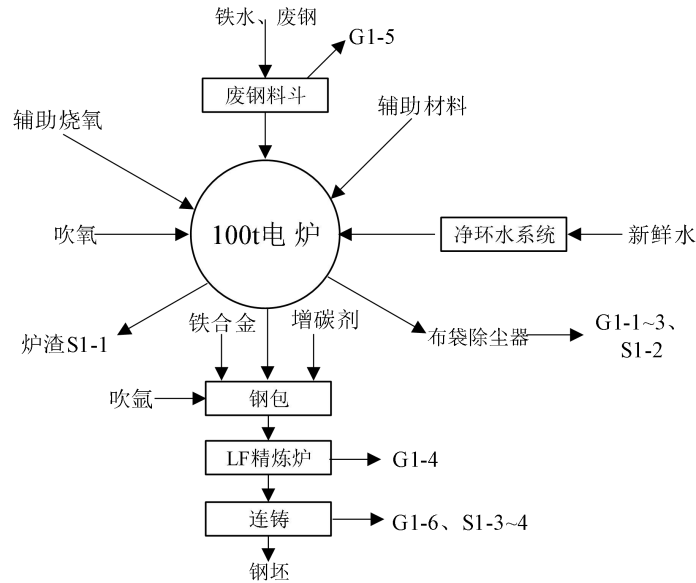 铁水、废钢
G1-5
废钢料斗
辅助材料
辅助烧氧
吹氧
100t电 炉
净环水系统
新鲜水
炉渣S1-1
铁合金
增碳剂
布袋除尘器
G1-1~3、
S1-2
吹氩
钢包
LF精炼炉
G1-4
连铸
G1-6、S1-3~4
钢坯